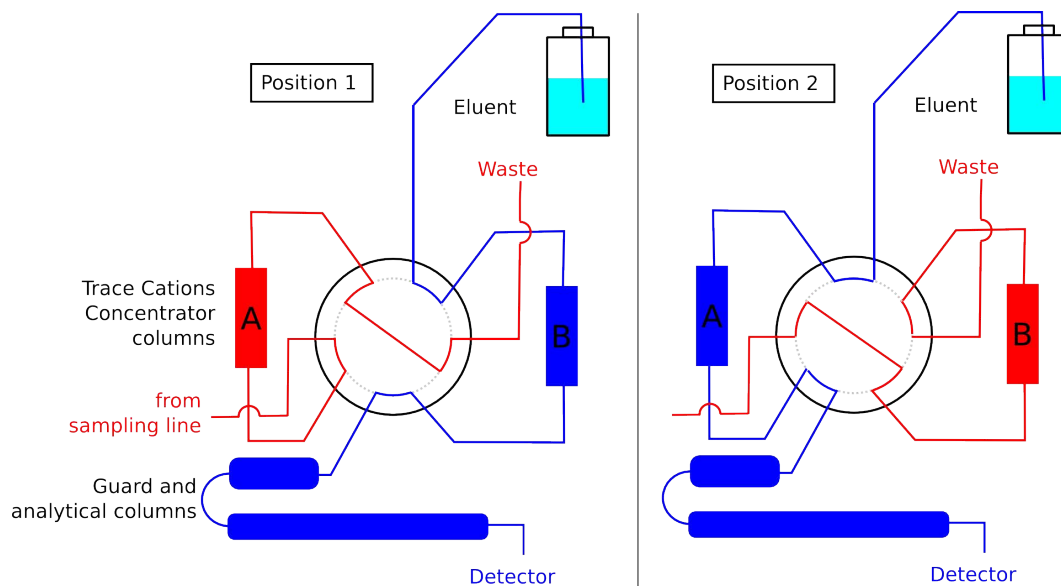 Position 1
Eluent
Waste
A
B
Trace Cations
Concentrator
columns
from
sampling line
Guard and
analytical columns
Detector
Position 2
Eluent
Waste
A
B
Detector